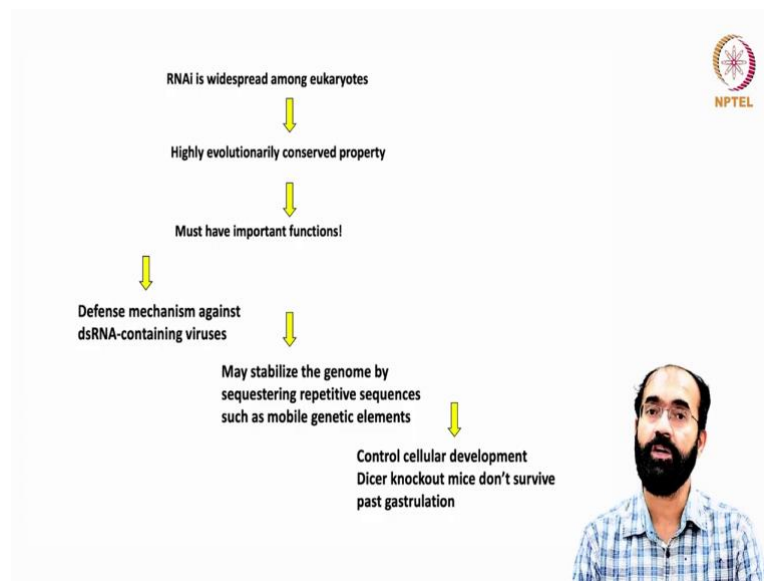 NPTEL
RNAi is widespread among eukaryotes
Highly evolutionarily conserved property
Must have important functions!
Defense mechanism against
dsRNA-containing viruses
May stabilize the genome by
sequestering repetitive sequences
such as mobile genetic elements
Control cellular development
Dicer knockout mice don't survive
past gastrulation